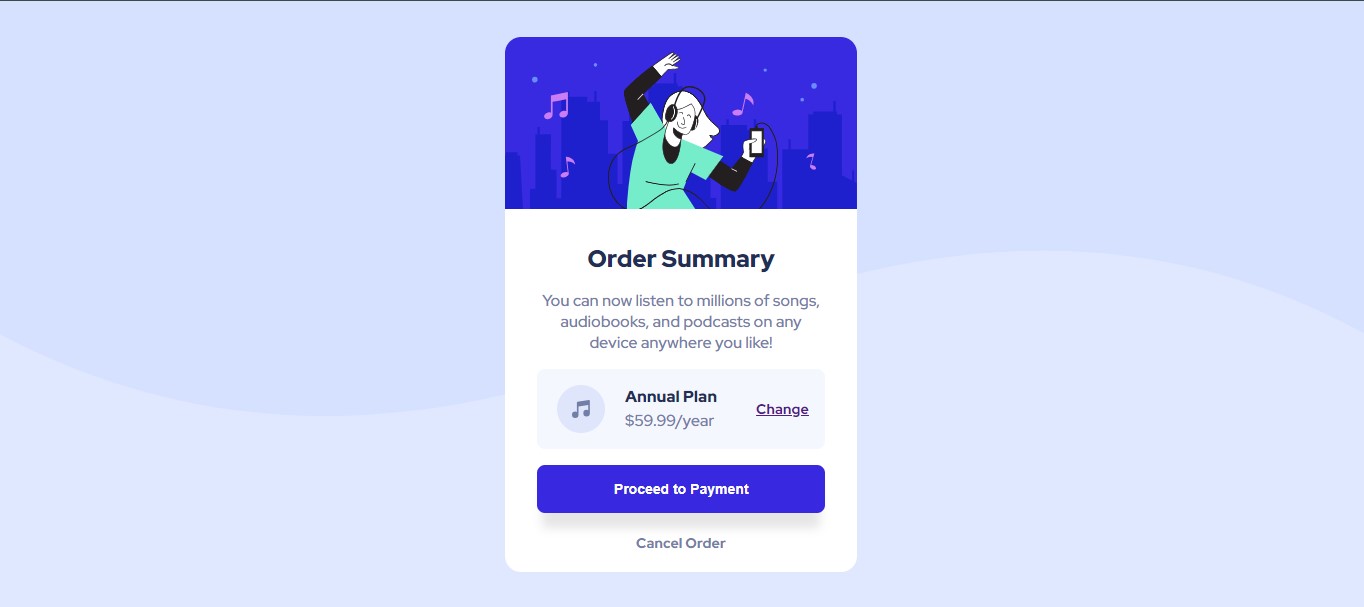 Order Summary
You can now listen to millions of songs,
audiobooks, and podcasts on any
device anywhere you like!
Annual Plan
$59.99/year
Change
Proceed to Payment
Cancel Order